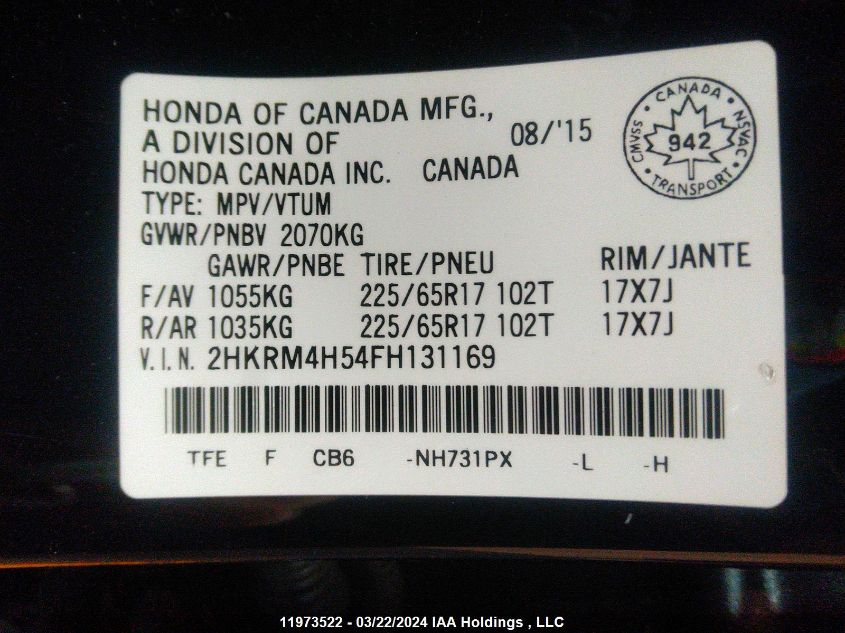 HONDA OF CANADA MFG.,
A DIVISION OF 08/'15
HONDA CANADA INC. CANADA
CANADA
CMVSS 942 NSVAC
TRANSPORT
TYPE: MPV/VTUM
GVWR/PNBV 2070KG
GAWR/PNBE TIRE/PNEU RIM/JANTE
F/AV 1055KG 225/65R17 102T 17X7J
R/AR 1035KG 225/65R17 102T 17X7J
V.I.N. 2HKRM4H54FH131169
TFE F CB6 -NH731PX -L -H
11973522 - 03/22/2024 IAA Holdings , LLC